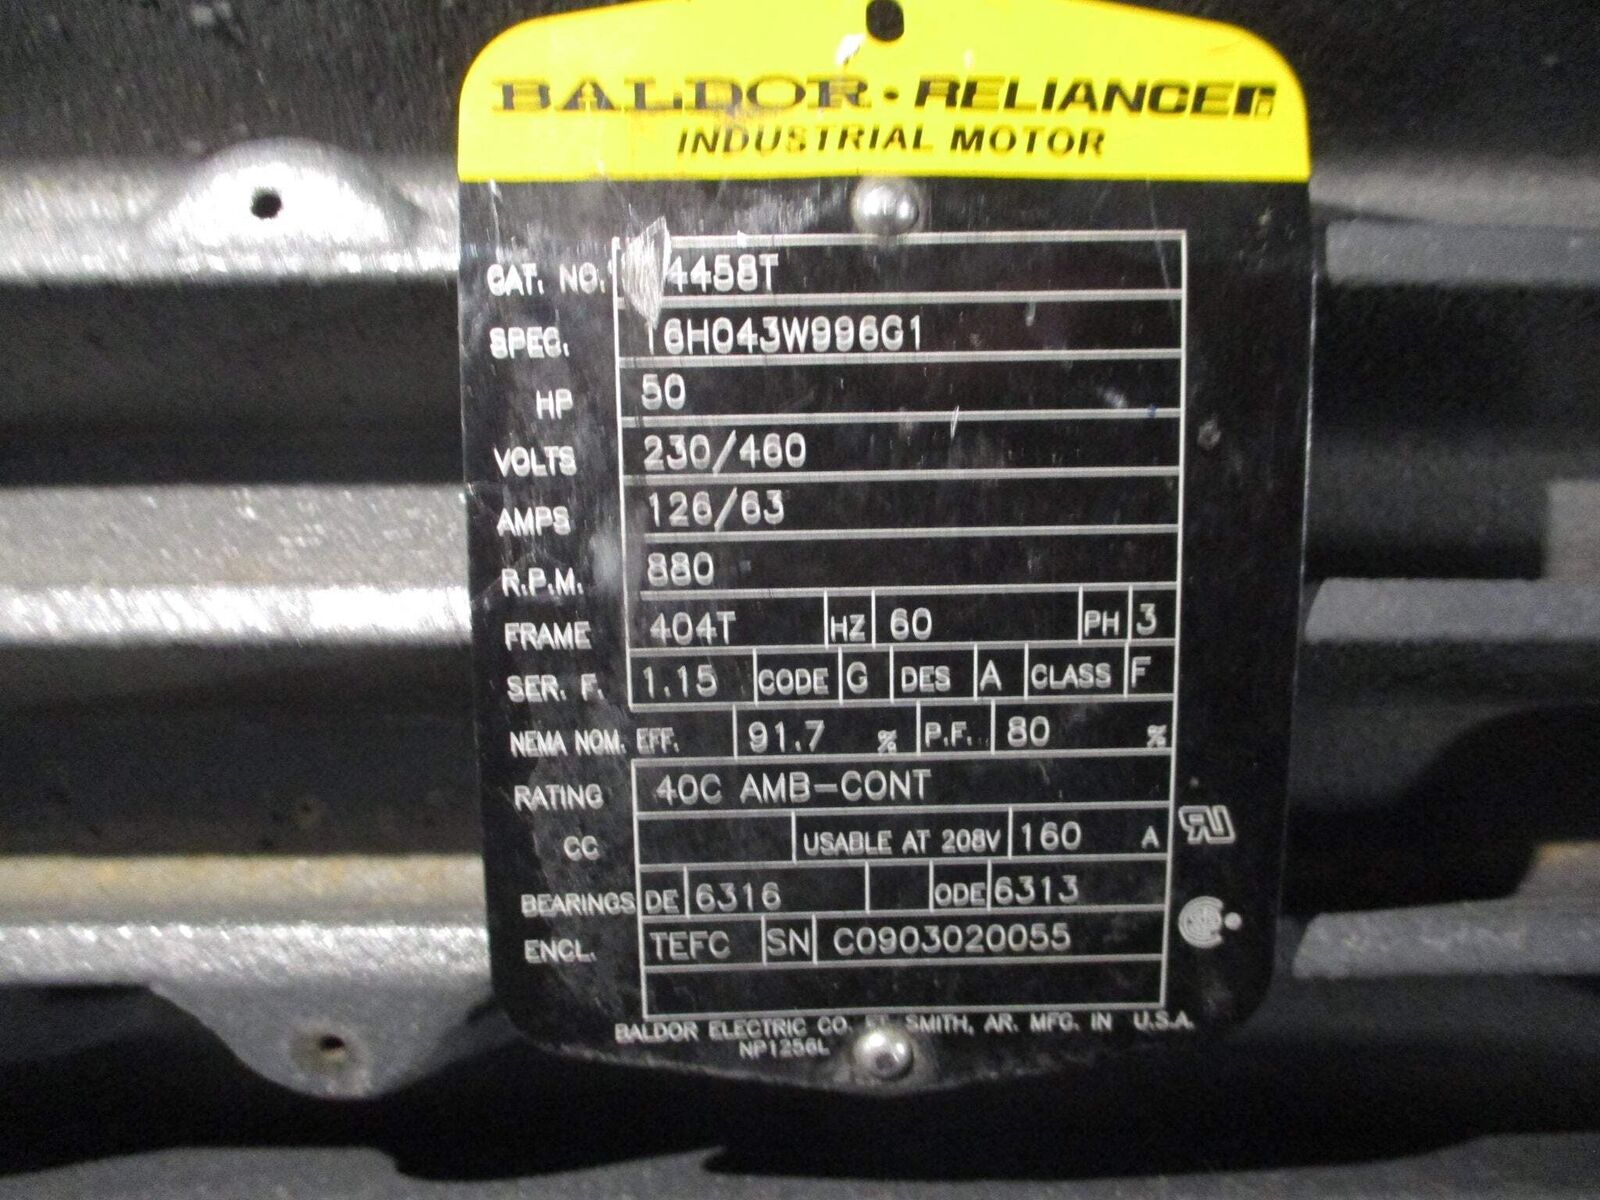 BALDOR • RELIANCE
INDUSTRIAL MOTOR
CAT. NO. 4458T
SPEC. 16H043W996G1
HP 50
VOLTS 230/460
AMPS 126/63
R.P.M. 880
FRAME 404T HZ 60 PH 3
SER. F. 1.15 CODE G DES A CLASS F
NEMA NOM. EFF. 91.7 % P.F. 80 %
RATING 40C AMB-CONT
CC USABLE AT 208V 160 A
BEARINGS DE 6316 ODE 6313
ENCL. TEFC SN C0903020055
BALDOR ELECTRIC CO. FT. SMITH, AR. MFG. IN U.S.A.
NP1256L